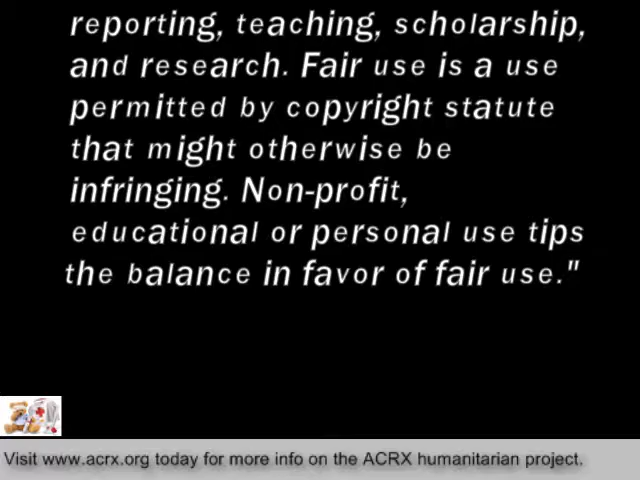 reporting, teaching, scholarship,
and research. Fair use is a use
permitted by copyright statute
that might otherwise be
infringing. Non-profit,
educational or personal use tips
the balance in favor of fair use."
Visit www.acrx.org today for more info on the ACRX humanitarian project.